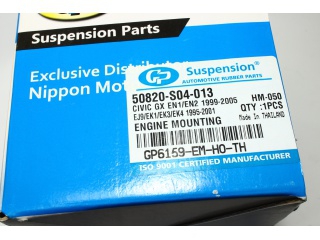 Suspension Parts
Exclusive
Nippon Mot
GP Suspension®
AUTOMOTIVE RUBBER PARTS
50820-S04-013
CIVIC GX EN1/EN2 1999-2005 HM-050
EJ9/EK1/EK3/EK4 1995-2001 QTY :1PCS
ENGINE MOUNTING Made In THAILAND
GP6159-EM-HO-TH
ISO 9001 CERTIFIED MANUFACTURER